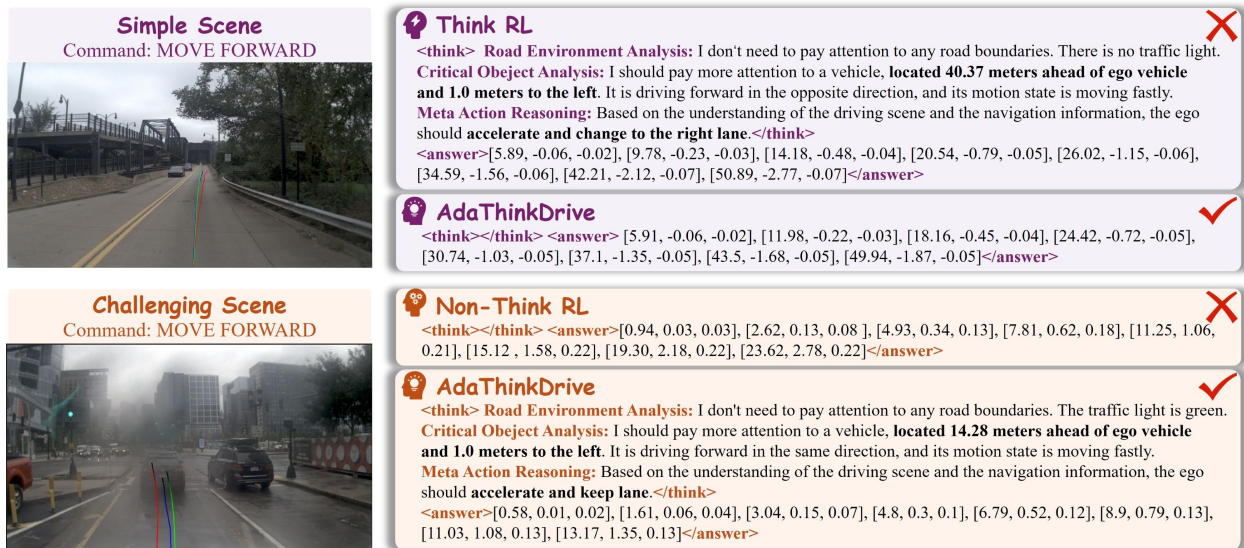 Simple Scene
Command: MOVE FORWARD
Think RL
<think> Road Environment Analysis: I don't need to pay attention to any road boundaries. There is no traffic light.
Critical Obeject Analysis: I should pay more attention to a vehicle, located 40.37 meters ahead of ego vehicle
and 1.0 meters to the left. It is driving forward in the opposite direction, and its motion state is moving fastly.
Meta Action Reasoning: Based on the understanding of the driving scene and the navigation information, the ego
should accelerate and change to the right lane.</think>
<answer>[5.89, -0.06, -0.02], [9.78, -0.23, -0.03], [14.18, -0.48, -0.04], [20.54, -0.79, -0.05], [26.02, -1.15, -0.06],
[34.59, -1.56, -0.06], [42.21, -2.12, -0.07], [50.89, -2.77, -0.07]</answer>
AdaThinkDrive
<think></think> <answer> [5.91, -0.06, -0.02], [11.98, -0.22, -0.03], [18.16, -0.45, -0.04], [24.42, -0.72, -0.05],
[30.74, -1.03, -0.05], [37.1, -1.35, -0.05], [43.5, -1.68, -0.05], [49.94, -1.87, -0.05]</answer>
Challenging Scene
Command: MOVE FORWARD
Non-Think RL
<think></think> <answer>[0.94, 0.03, 0.03], [2.62, 0.13, 0.08 ], [4.93, 0.34, 0.13], [7.81, 0.62, 0.18], [11.25, 1.06,
0.21], [15.12 , 1.58, 0.22], [19.30, 2.18, 0.22], [23.62, 2.78, 0.22]</answer>
AdaThinkDrive
<think> Road Environment Analysis: I don't need to pay attention to any road boundaries. The traffic light is green.
Critical Obeject Analysis: I should pay more attention to a vehicle, located 14.28 meters ahead of ego vehicle
and 1.0 meters to the left. It is driving forward in the same direction, and its motion state is moving fastly.
Meta Action Reasoning: Based on the understanding of the driving scene and the navigation information, the ego
should accelerate and keep lane.</think>
<answer>[0.58, 0.01, 0.02], [1.61, 0.06, 0.04], [3.04, 0.15, 0.07], [4.8, 0.3, 0.1], [6.79, 0.52, 0.12], [8.9, 0.79, 0.13],
[11.03, 1.08, 0.13], [13.17, 1.35, 0.13]</answer>